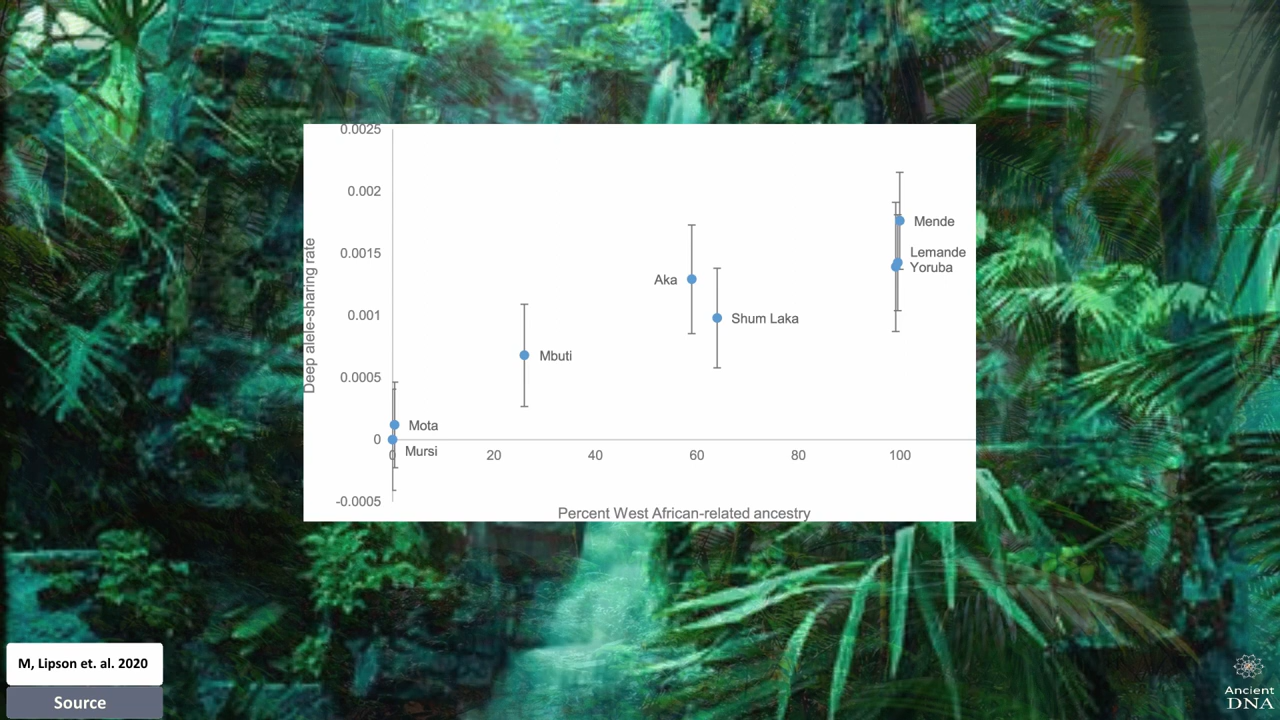 0.0025
0.002
Mende
Lemande
0.0015
Yoruba
Aka
0.001
Shum Laka
Mbuti
0.0005
Mota
0
Mursi
0 20 40 60 80 100
-0.0005
Percent West African-related ancestry
Deep alele-sharing rate
M, Lipson et. al. 2020
Source
Ancient
DNA